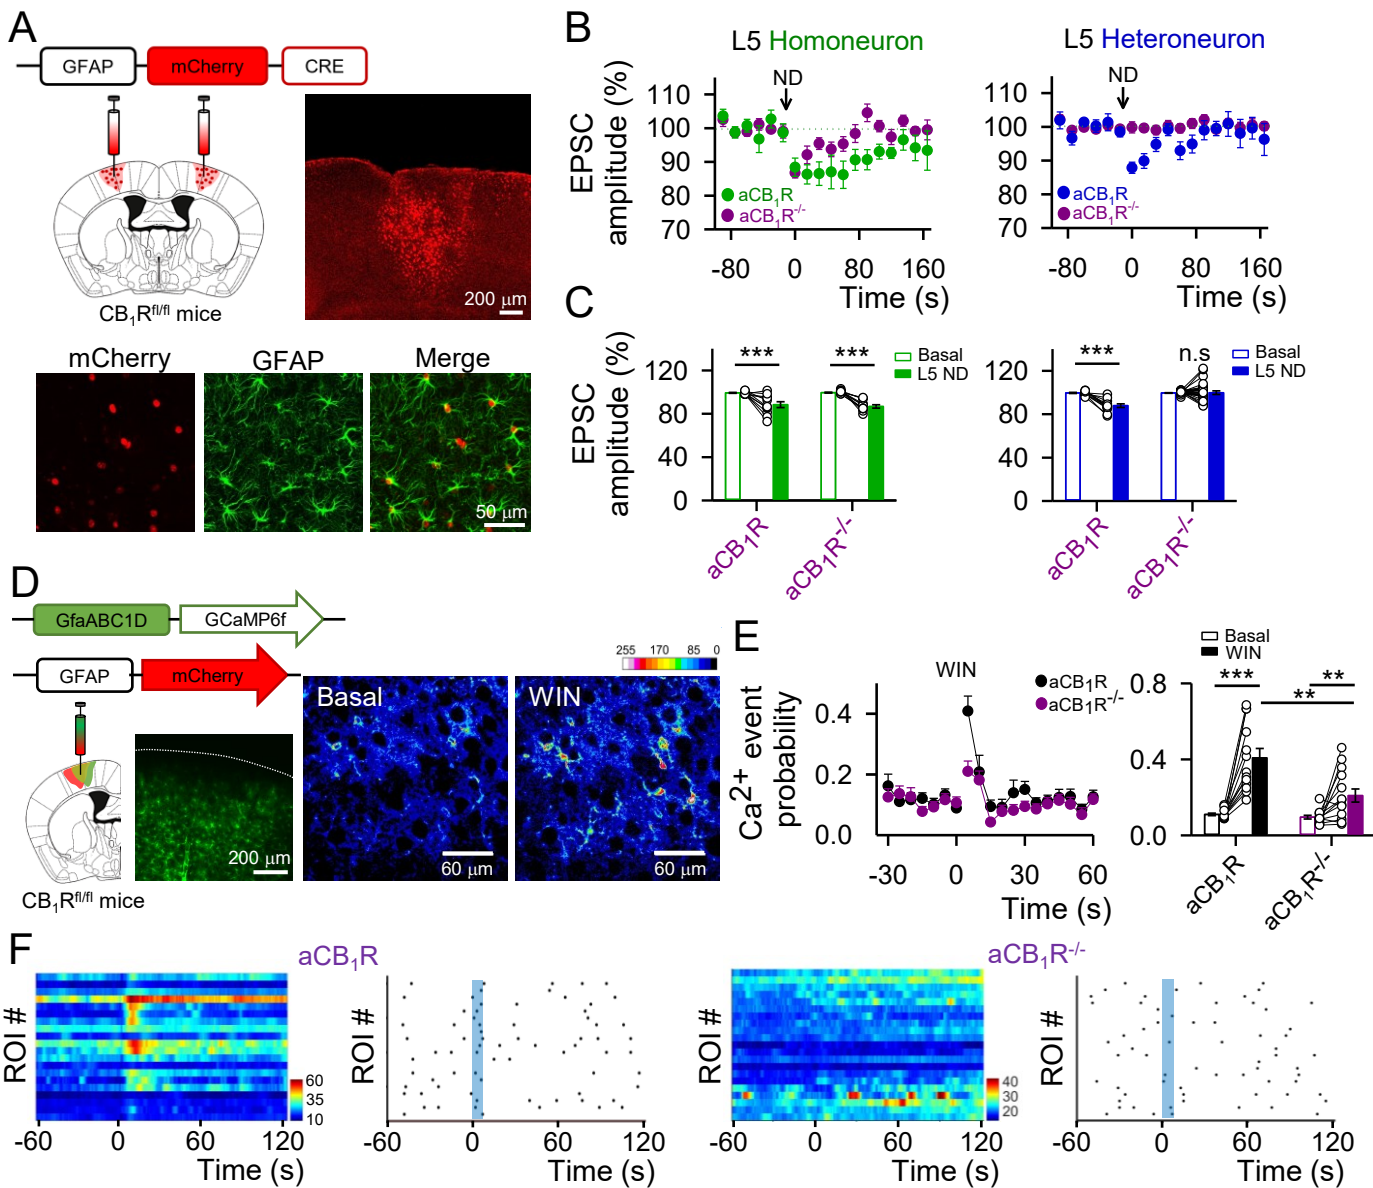 A
GFAP mCherry CRE
CB1Rfl/fl mice
200 μm
mCherry GFAP Merge
50 μm
B
L5 Homoneuron
L5 Heteroneuron
ND
ND
EPSC
amplitude (%)
110
100
90
80
70
aCB1R
aCB1R-/-
-80 0 80 160
Time (s)
110
100
90
80
70
aCB1R
aCB1R-/-
-80 0 80 160
Time (s)
C
EPSC
amplitude (%)
120
80
40
0
***
***
Basal
L5 ND
aCB1R
aCB1R-/-
120
80
40
0
***
n.s
Basal
L5 ND
aCB1R
aCB1R-/-
D
GfaABC1D GCaMP6f
GFAP mCherry
CB1Rfl/fl mice
200 μm
255 170 85 0
Basal
60 μm
WIN
60 μm
E
Ca2+ event
probability
0.4
0.2
0.0
WIN
aCB1R
aCB1R-/-
-30 0 30 60
Time (s)
Basal
WIN
0.8
0.4
0.0
***
**
**
aCB1R
aCB1R-/-
F
aCB1R
aCB1R-/-
ROI #
60
35
10
-60 0 60 120
Time (s)
ROI #
-60 0 60 120
Time (s)
ROI #
40
30
20
-60 0 60 120
Time (s)
ROI #
-60 0 60 120
Time (s)